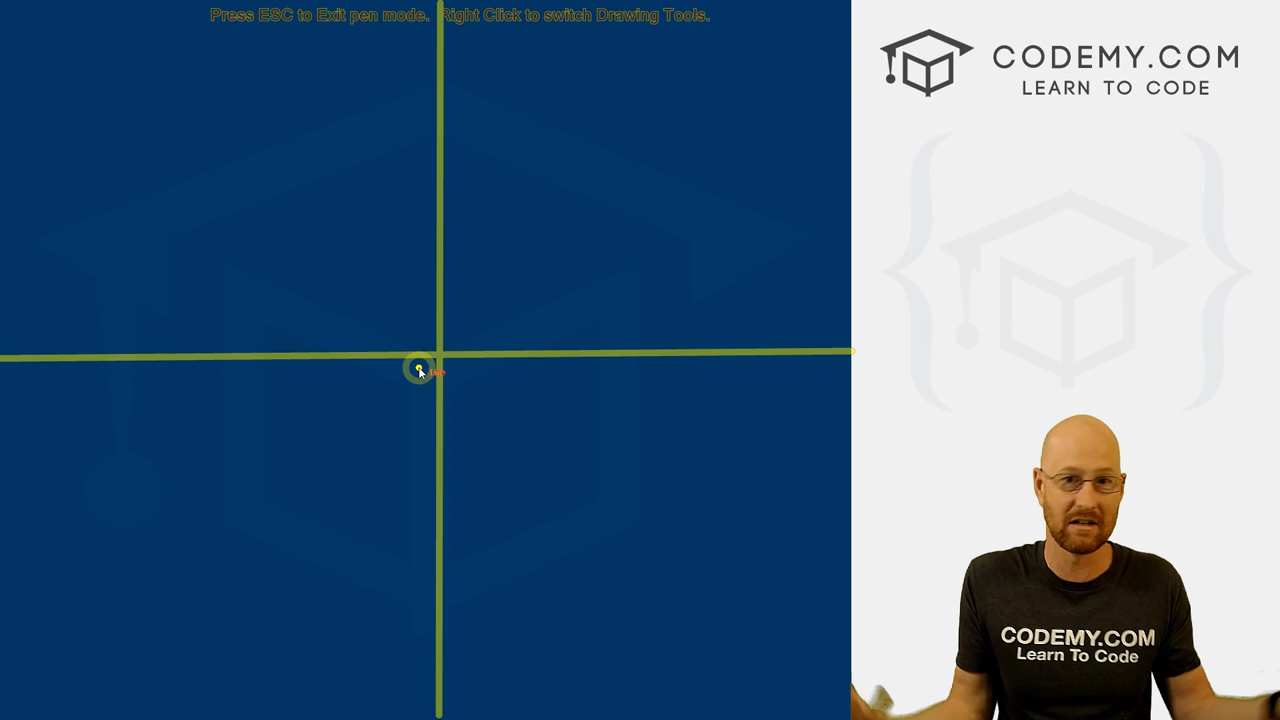 Press ESC to Exit pen mode. Right Click to switch Drawing Tools.
CODEMY.COM
LEARN TO CODE
CODEMY.COM
Learn To Code